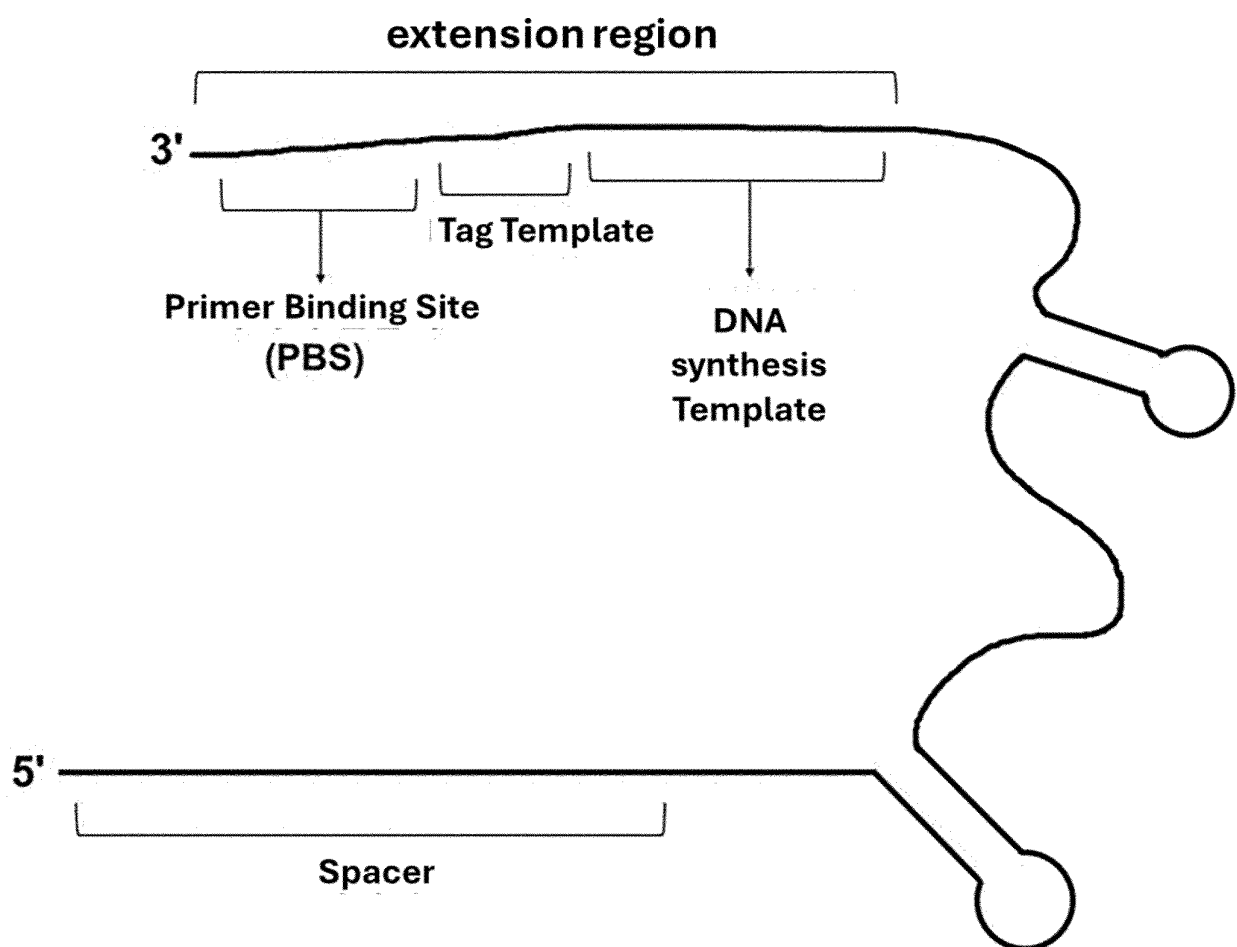 extension region
3'
Tag Template
Primer Binding Site
(PBS)
DNA
synthesis
Template
5'
Spacer